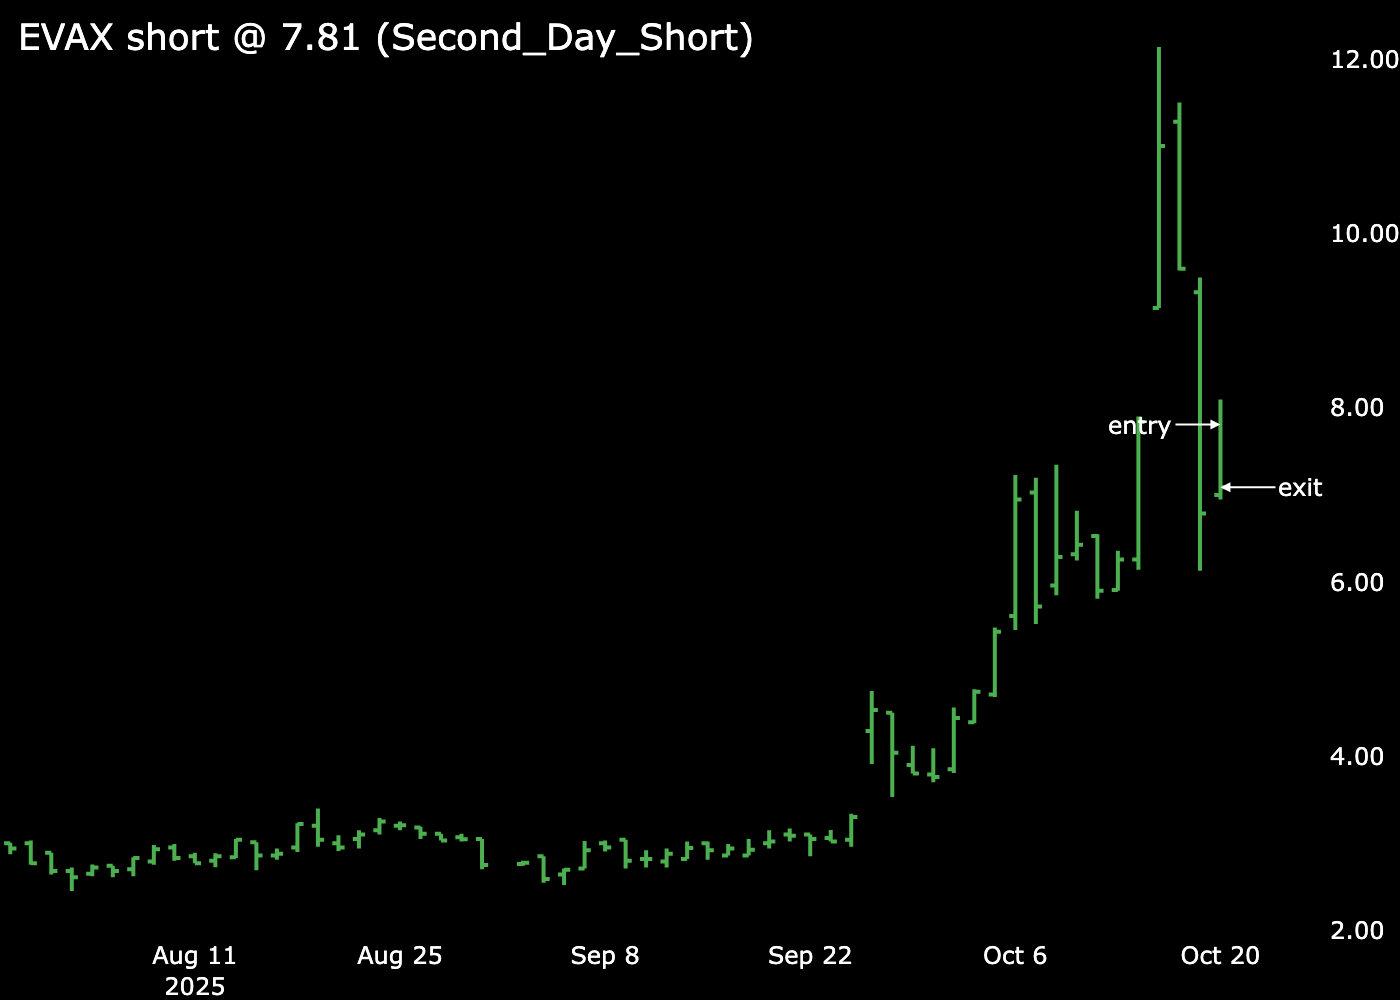 EVAX short @ 7.81 (Second_Day_Short)
12.00
10.00
8.00
entry
exit
6.00
4.00
2.00
Aug 11 Aug 25 Sep 8 Sep 22 Oct 6 Oct 20
2025